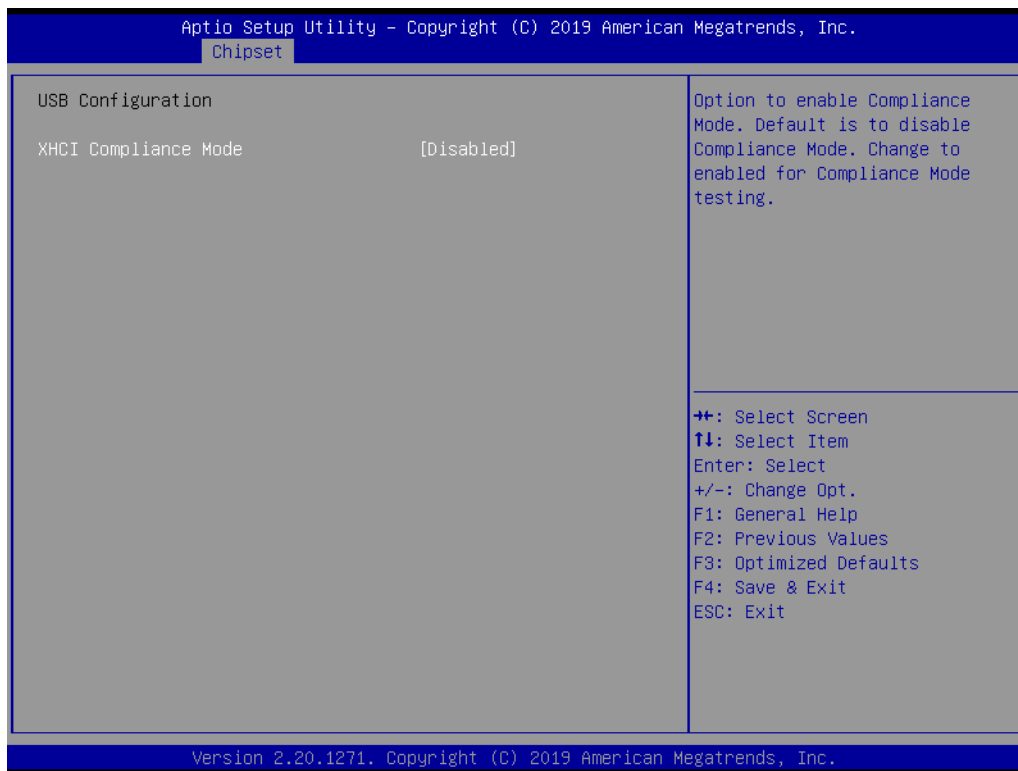 Aptio Setup Utility – Copyright (C) 2019 American Megatrends, Inc.
Chipset
USB Configuration
XHCI Compliance Mode [Disabled]
Option to enable Compliance
Mode. Default is to disable
Compliance Mode. Change to
enabled for Compliance Mode
testing.
→←: Select Screen
↑↓: Select Item
Enter: Select
+/-: Change Opt.
F1: General Help
F2: Previous Values
F3: Optimized Defaults
F4: Save & Exit
ESC: Exit
Version 2.20.1271. Copyright (C) 2019 American Megatrends, Inc.